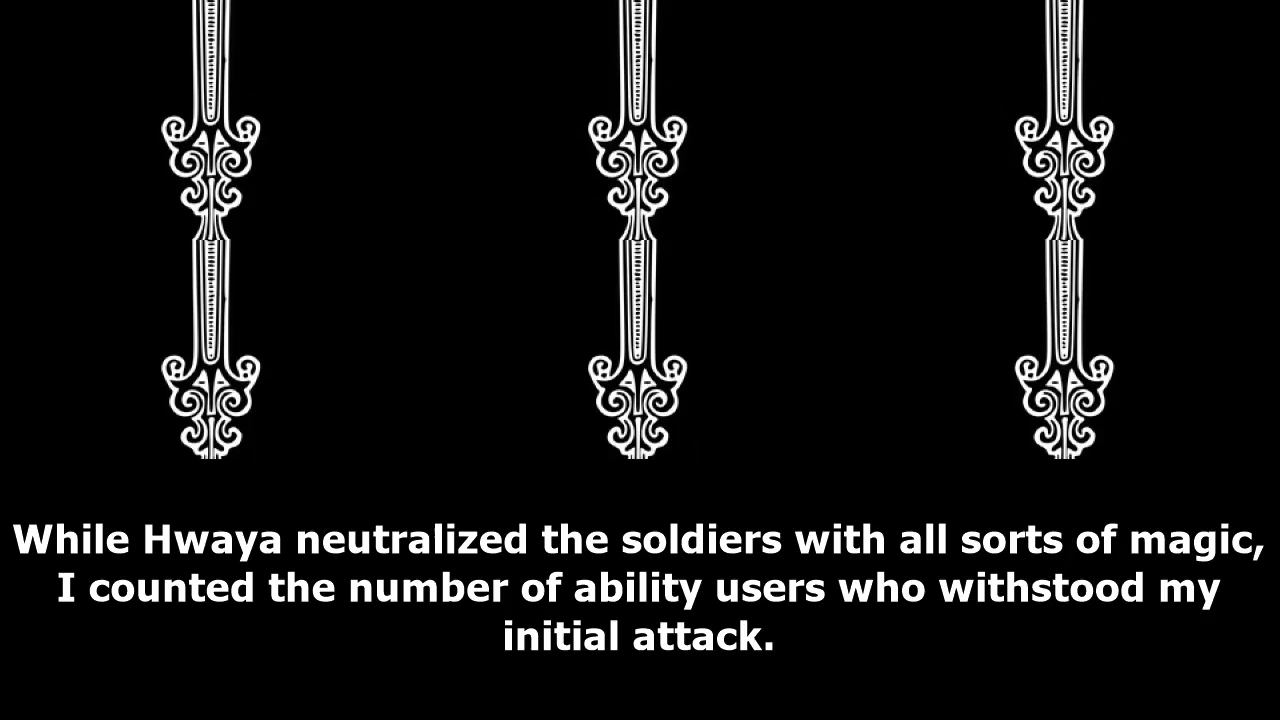 While Hwaya neutralized the soldiers with all sorts of magic,
I counted the number of ability users who withstood my
initial attack.